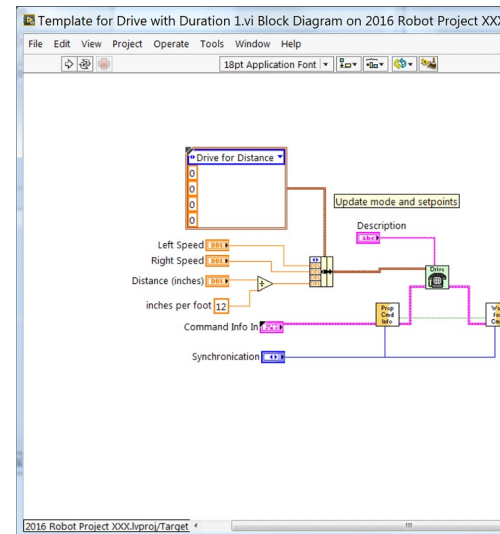 Template for Drive with Duration 1.vi Block Diagram on 2016 Robot Project XXX
File Edit View Project Operate Tools Window Help
18pt Application Font
Drive for Distance
0
0
0
0
Update mode and setpoints
Description
abc
Left Speed DBL
Right Speed DBL
Drive
Distance (inches) DBL
inches per foot 12
Prep
Cmd
Info
Command Info In
Synchronication
2016 Robot Project XXX.lvproj/Target